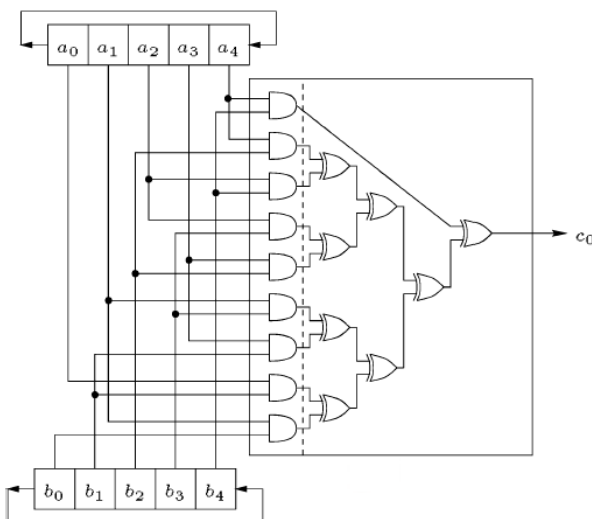 a₀ a₁ a₂ a₃ a₄
c₀
b₀ b₁ b₂ b₃ b₄